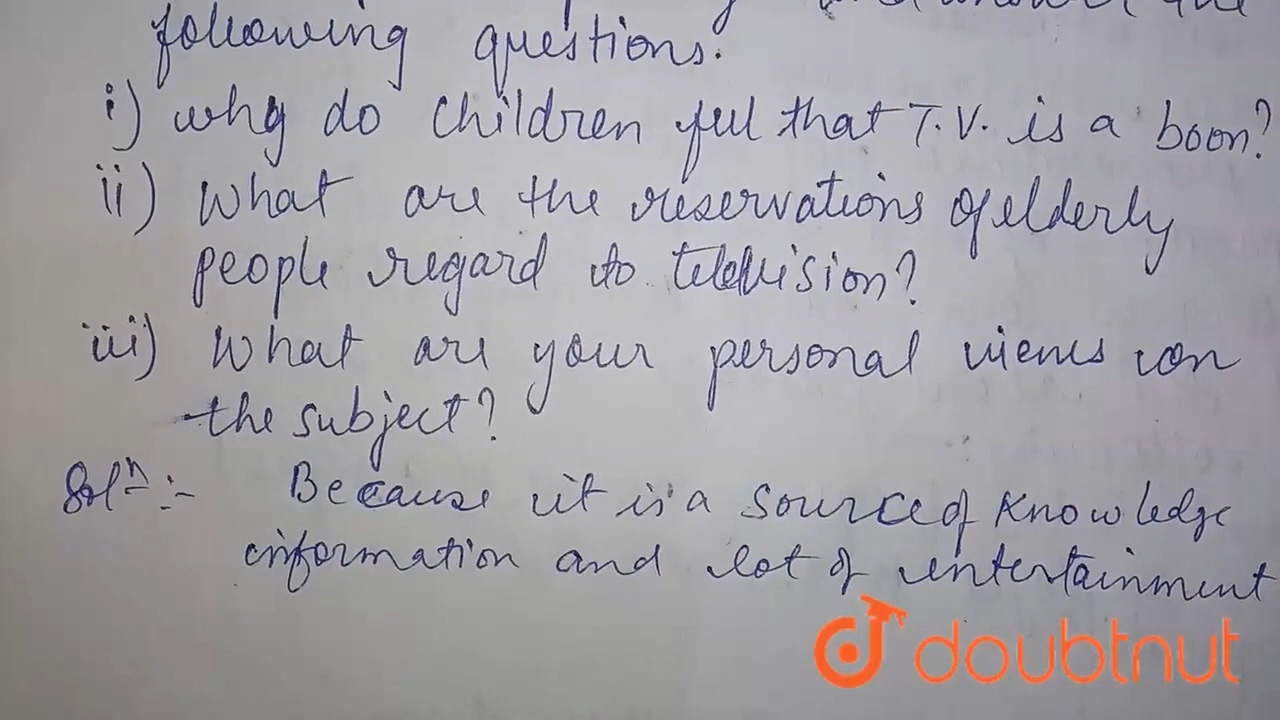 the
following questions.
i) why do children feel that T.V. is a boon?
ii) What are the reservations of elderly
people regard to television?
iii) What are your personal views on
the subject?
Solⁿ :- Because it is a source of Knowledge
information and lot of entertainment
doubtnut